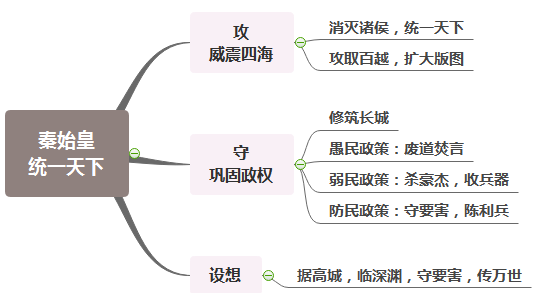 秦始皇
统一天下
攻
威震四海
消灭诸侯，统一天下
攻取百越，扩大版图
守
巩固政权
修筑长城
愚民政策：废道焚言
弱民政策：杀豪杰，收兵器
防民政策：守要害，陈利兵
设想
据高城，临深渊，守要害，传万世